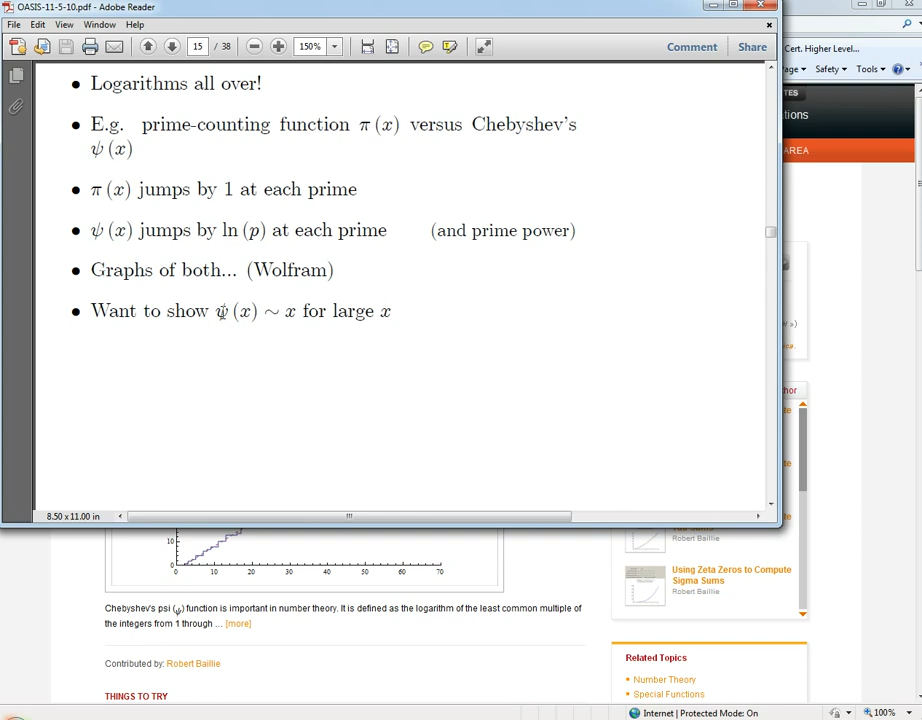 OASIS-11-5-10.pdf - Adobe Reader
File Edit View Window Help
15 / 38 150% Comment Share
Cert. Higher Level...
Page Safety Tools
• Logarithms all over!
• E.g. prime-counting function π (x) versus Chebyshev's
ψ (x)
• π (x) jumps by 1 at each prime
• ψ (x) jumps by ln (p) at each prime (and prime power)
• Graphs of both... (Wolfram)
• Want to show ψ (x) ∼ x for large x
8.50 x 11.00 in
AREA
10
0
0 10 20 30 40 50 60 70
Chebyshev's psi (ψ) function is important in number theory. It is defined as the logarithm of the least common multiple of
the integers from 1 through ... [more]
Contributed by: Robert Baillie
THINGS TO TRY
Robert Baillie
Using Zeta Zeros to Compute
Sigma Sums
Robert Baillie
Related Topics
Number Theory
Special Functions
Internet | Protected Mode: On 100%